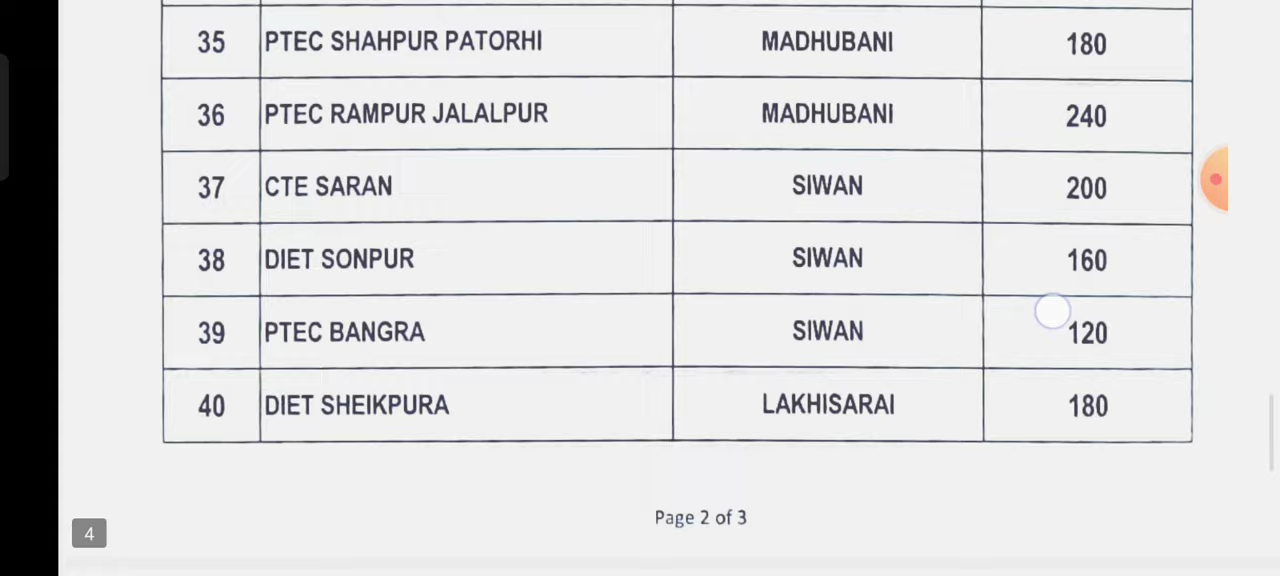 35 PTEC SHAHPUR PATORHI MADHUBANI 180
36 PTEC RAMPUR JALALPUR MADHUBANI 240
37 CTE SARAN SIWAN 200
38 DIET SONPUR SIWAN 160
39 PTEC BANGRA SIWAN 120
40 DIET SHEIKPURA LAKHISARAI 180
Page 2 of 3
4